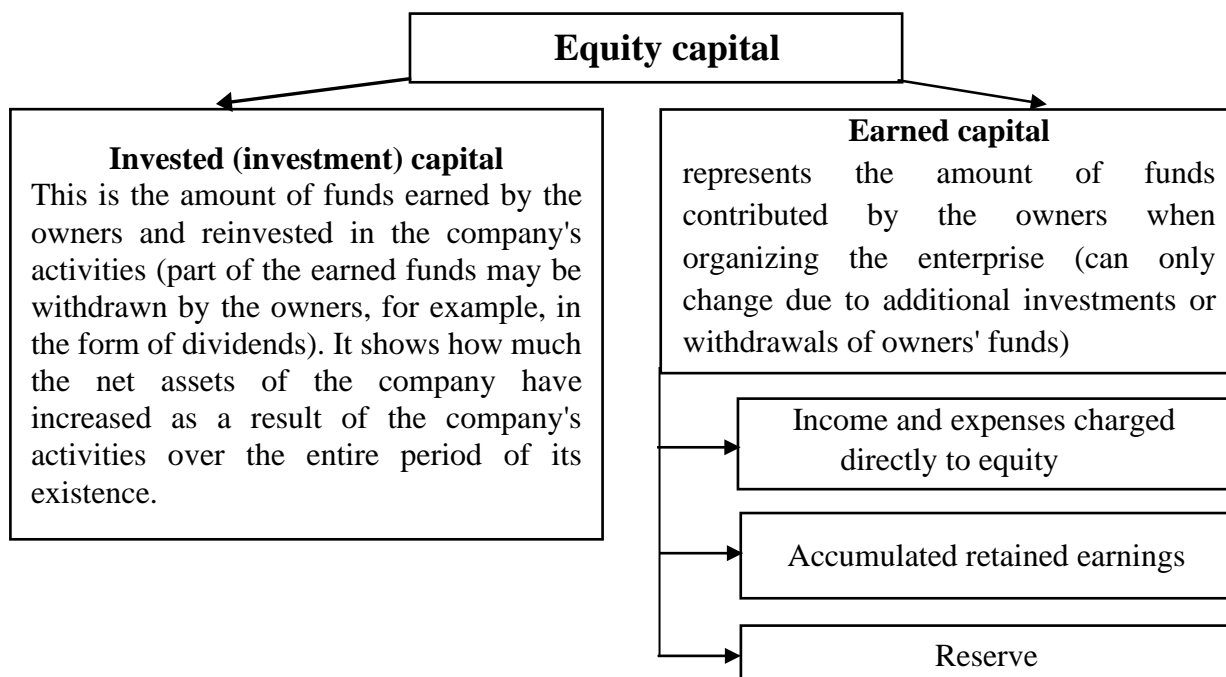 Equity capital
Invested (investment) capital
This is the amount of funds earned by the
owners and reinvested in the company's
activities (part of the earned funds may be
withdrawn by the owners, for example, in
the form of dividends). It shows how much
the net assets of the company have
increased as a result of the company's
activities over the entire period of its
existence.
Earned capital
represents the amount of funds
contributed by the owners when
organizing the enterprise (can only
change due to additional investments or
withdrawals of owners' funds)
Income and expenses charged
directly to equity
Accumulated retained earnings
Reserve